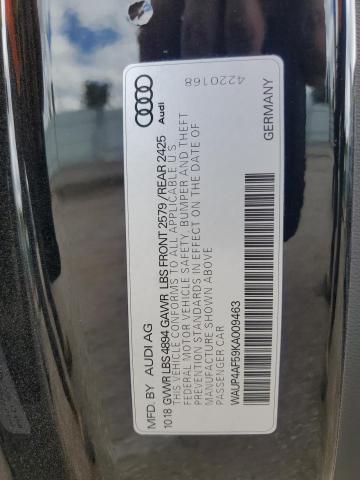 4220168
Audi
MFD. BY AUDI AG
10.18 GVWR LBS 4894 GAWR LBS FRONT 2579 / REAR 2425
THIS VEHICLE CONFORMS TO ALL APPLICABLE U.S.
FEDERAL MOTOR VEHICLE SAFETY, BUMPER AND THEFT
PREVENTION STANDARDS IN EFFECT ON THE DATE OF
MANUFACTURE SHOWN ABOVE.
PASSENGER CAR
WAUP4AF59KA009463
GERMANY